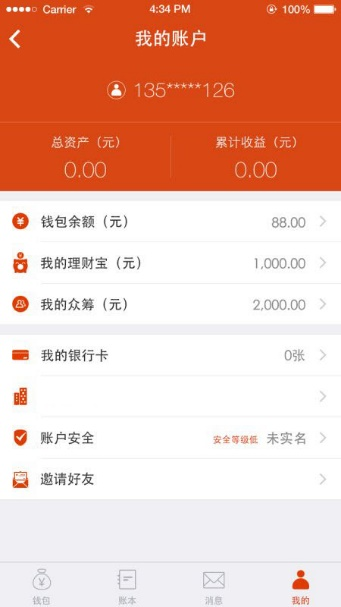 Carrier 4:34 PM 100%
我的账户
135*****126
总资产（元） 累计收益（元）
0.00 0.00
钱包余额（元） 88.00
我的理财宝（元） 1,000.00
我的众筹（元） 2,000.00
我的银行卡 0张
账户安全 安全等级低 未实名
邀请好友
钱包 账本 消息 我的